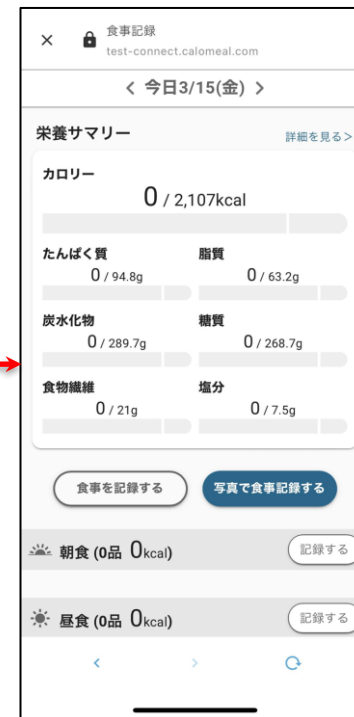 食事記録
test-connect.calomeal.com
今日3/15(金)
栄養サマリー
詳細を見る>
カロリー
0 / 2,107kcal
たんぱく質 脂質
0 / 94.8g 0 / 63.2g
炭水化物 糖質
0 / 289.7g 0 / 268.7g
食物繊維 塩分
0 / 21g 0 / 7.5g
食事を記録する 写真で食事記録する
朝食 (0品 0kcal) 記録する
昼食 (0品 0kcal) 記録する